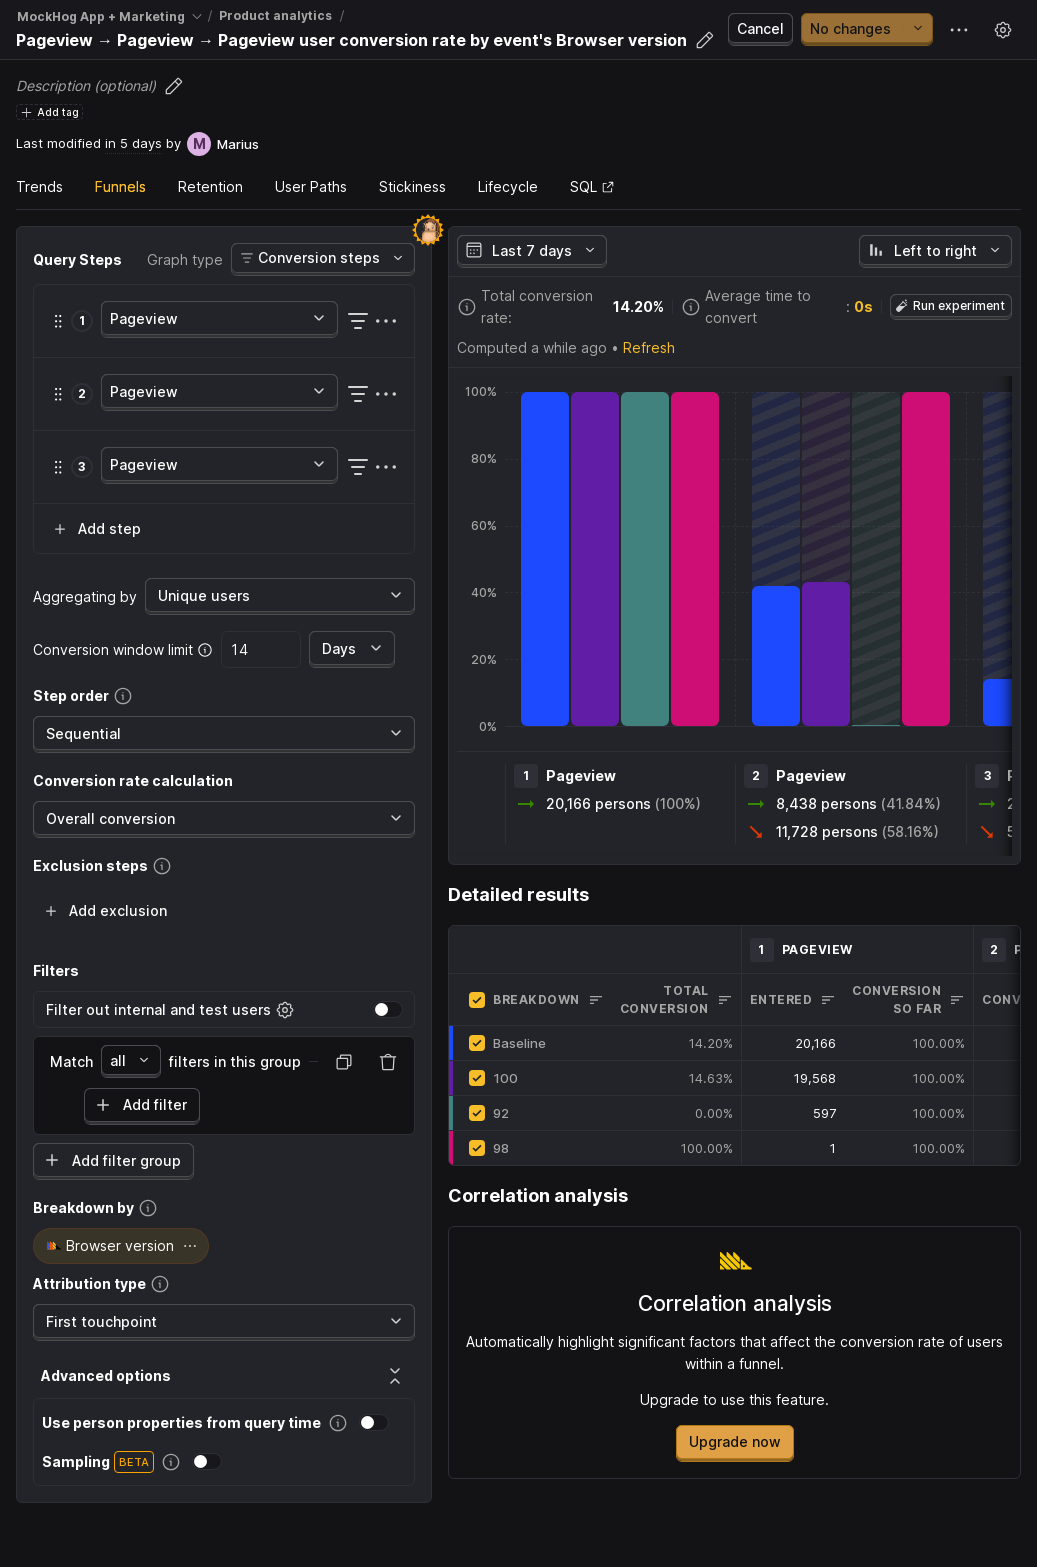 MockHog App + Marketing / Product analytics /
Pageview → Pageview → Pageview user conversion rate by event's Browser version
Cancel
No changes
Description (optional)
Add tag
Last modified in 5 days by M Marius
Trends Funnels Retention User Paths Stickiness Lifecycle SQL
Query Steps
Graph type
Conversion steps
1 Pageview
2 Pageview
3 Pageview
Add step
Aggregating by Unique users
Conversion window limit 14 Days
Step order
Sequential
Conversion rate calculation
Overall conversion
Exclusion steps
Add exclusion
Filters
Filter out internal and test users
Match all filters in this group
Add filter
Add filter group
Breakdown by
Browser version
Attribution type
First touchpoint
Advanced options
Use person properties from query time
Sampling BETA
Last 7 days
Left to right
Total conversion rate: 14.20%
Average time to convert : 0s
Run experiment
Computed a while ago • Refresh
100%
80%
60%
40%
20%
0%
1 Pageview
20,166 persons (100%)
2 Pageview
8,438 persons (41.84%)
11,728 persons (58.16%)
3 P
2
5
Detailed results
1 PAGEVIEW 2 P
BREAKDOWN TOTAL CONVERSION ENTERED CONVERSION SO FAR CONV
Baseline 14.20% 20,166 100.00%
100 14.63% 19,568 100.00%
92 0.00% 597 100.00%
98 100.00% 1 100.00%
Correlation analysis
Correlation analysis
Automatically highlight significant factors that affect the conversion rate of users
within a funnel.
Upgrade to use this feature.
Upgrade now